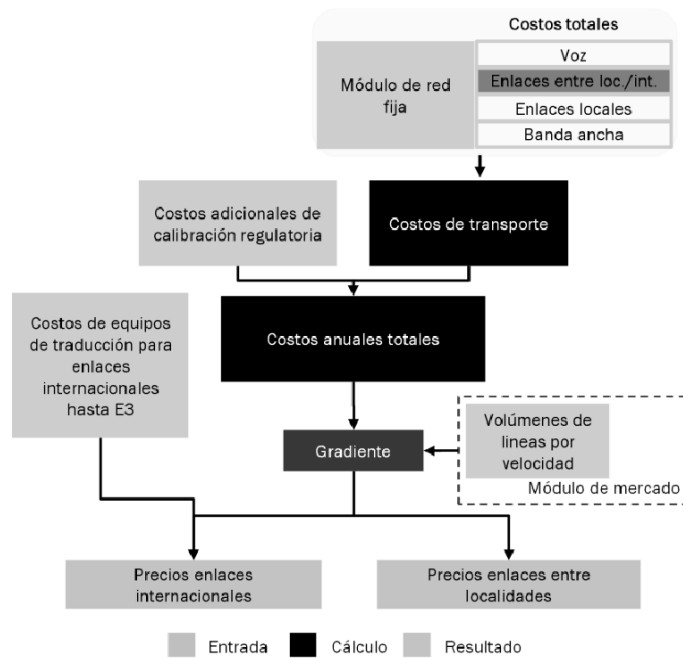 Costos totales
Módulo de red
fija
Voz
Enlaces entre loc./int.
Enlaces locales
Banda ancha
Costos adicionales de
calibración regulatoria
Costos de transporte
Costos de equipos
de traducción para
enlaces
internacionales
hasta E3
Costos anuales totales
Gradiente
Volúmenes de
lineas por
velocidad
Módulo de mercado
Precios enlaces
internacionales
Precios enlaces entre
localidades
Entrada
Cálculo
Resultado